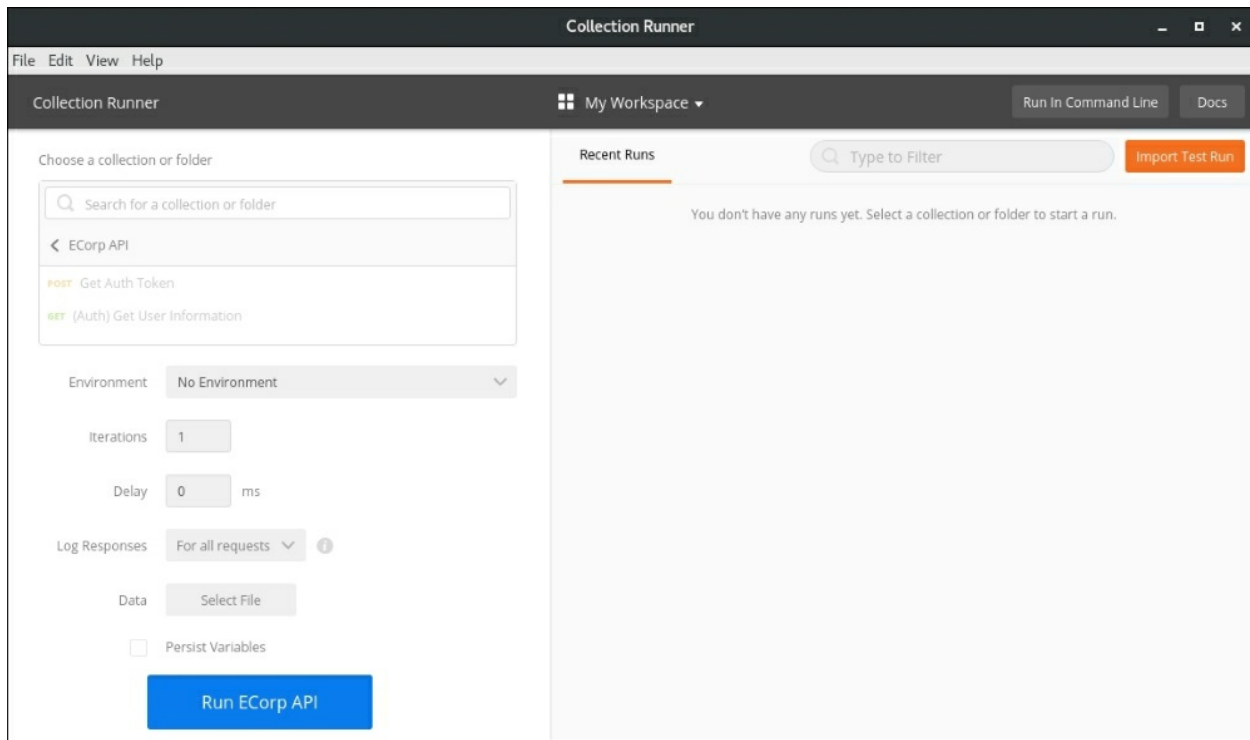 Collection Runner
File Edit View Help
Collection Runner
My Workspace
Run In Command Line
Docs
Choose a collection or folder
Search for a collection or folder
ECorp API
POST Get Auth Token
GET (Auth) Get User Information
Environment No Environment
Iterations 1
Delay 0 ms
Log Responses For all requests
Data Select File
Persist Variables
Run ECorp API
Recent Runs
Type to Filter
Import Test Run
You don't have any runs yet. Select a collection or folder to start a run.